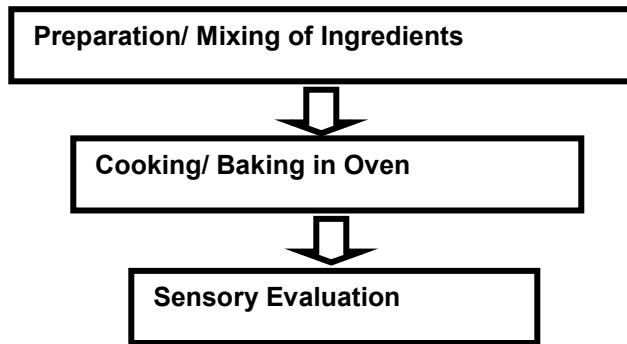 Preparation/ Mixing of Ingredients
Cooking/ Baking in Oven
Sensory Evaluation